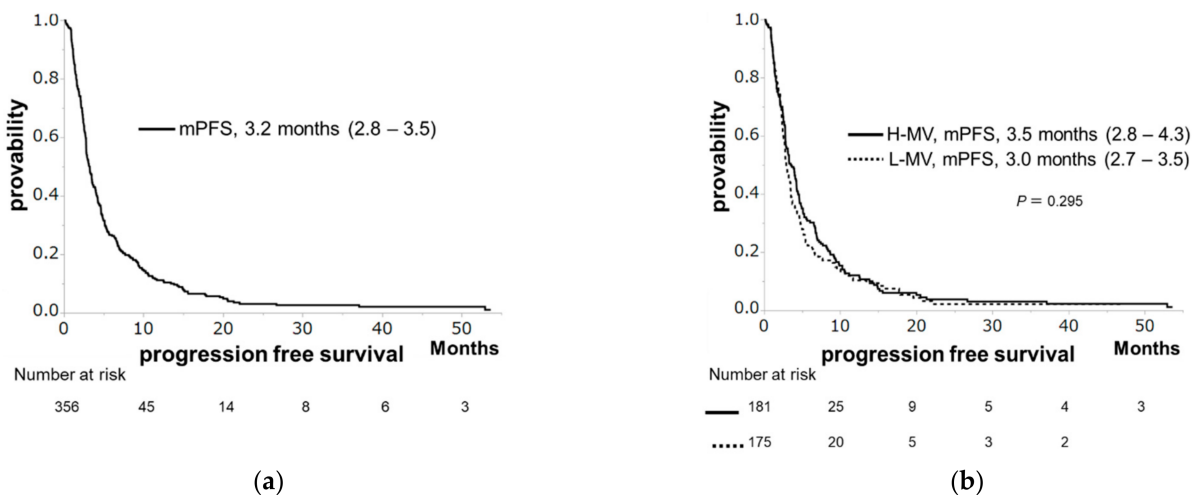 1.0
0.8
0.6
0.4
0.2
0.0
provability
mPFS, 3.2 months (2.8 – 3.5)
0 10 20 30 40 50
progression free survival Months
Number at risk
356 45 14 8 6 3
(a)
1.0
0.8
0.6
0.4
0.2
0.0
provability
H-MV, mPFS, 3.5 months (2.8 – 4.3)
L-MV, mPFS, 3.0 months (2.7 – 3.5)
P = 0.295
0 10 20 30 40 50
progression free survival Months
Number at risk
181 25 9 5 4 3
175 20 5 3 2
(b)